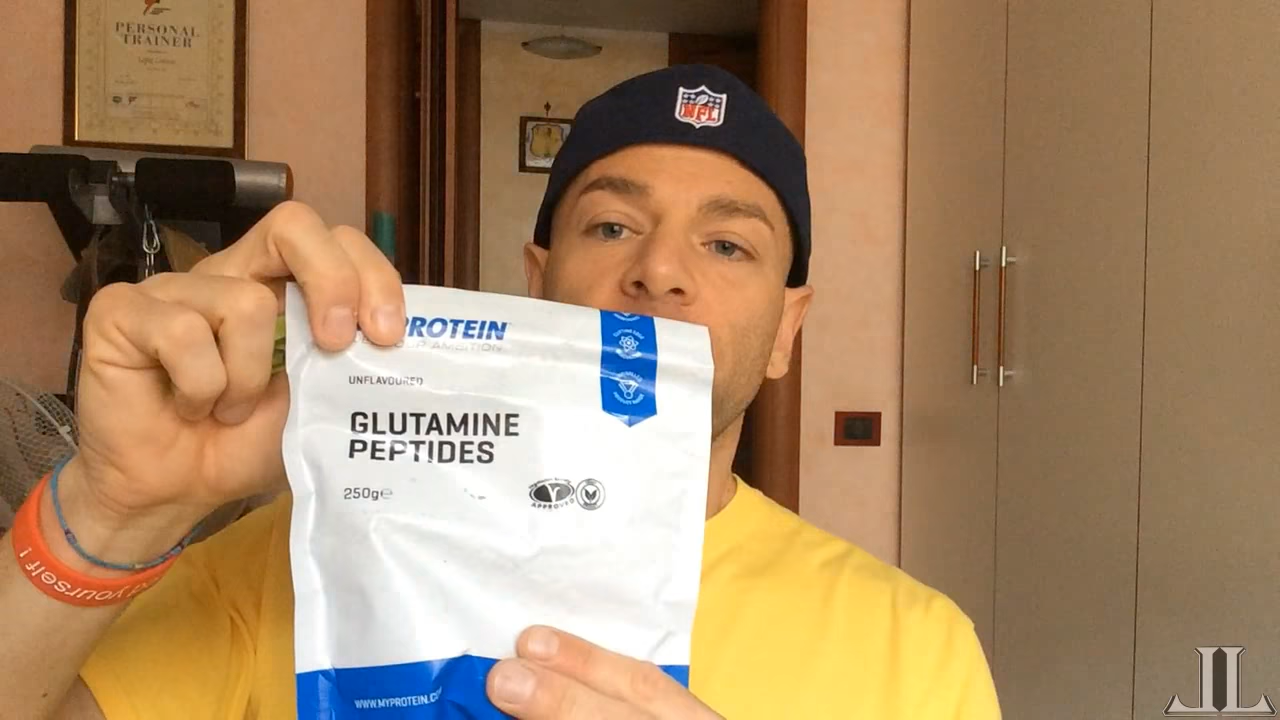 PERSONAL
TRAINER
NFL
PROTEIN
UNFLAVOURED
GLUTAMINE
PEPTIDES
250g℮
APPROVED
WWW.MYPROTEIN.CO
yourself !